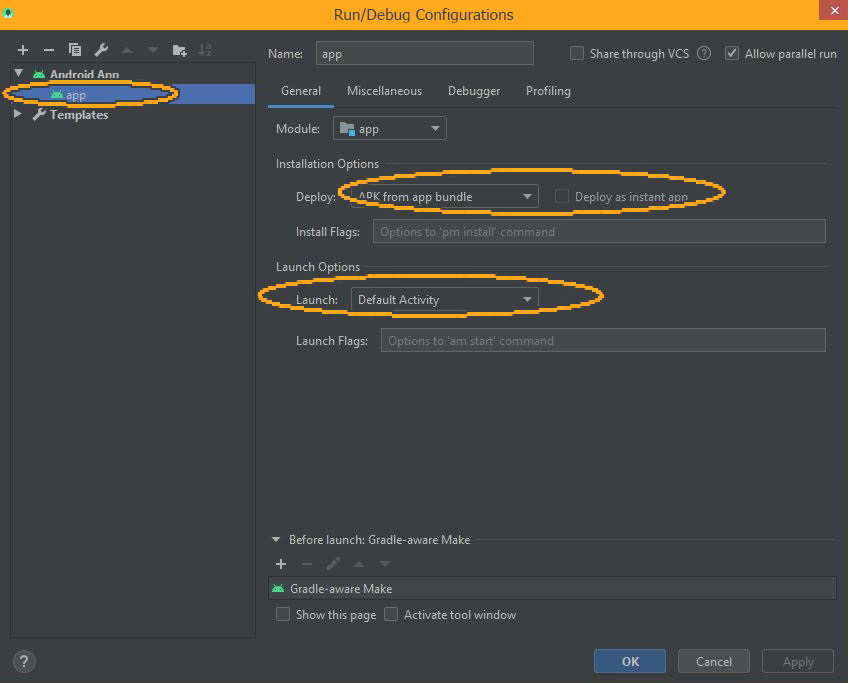 Run/Debug Configurations
Name: app Share through VCS ? Allow parallel run
Android App
app
Templates
General Miscellaneous Debugger Profiling
Module: app
Installation Options
Deploy: APK from app bundle Deploy as instant app
Install Flags: Options to 'pm install' command
Launch Options
Launch: Default Activity
Launch Flags: Options to 'am start' command
Before launch: Gradle-aware Make
Gradle-aware Make
Show this page Activate tool window
? OK Cancel Apply